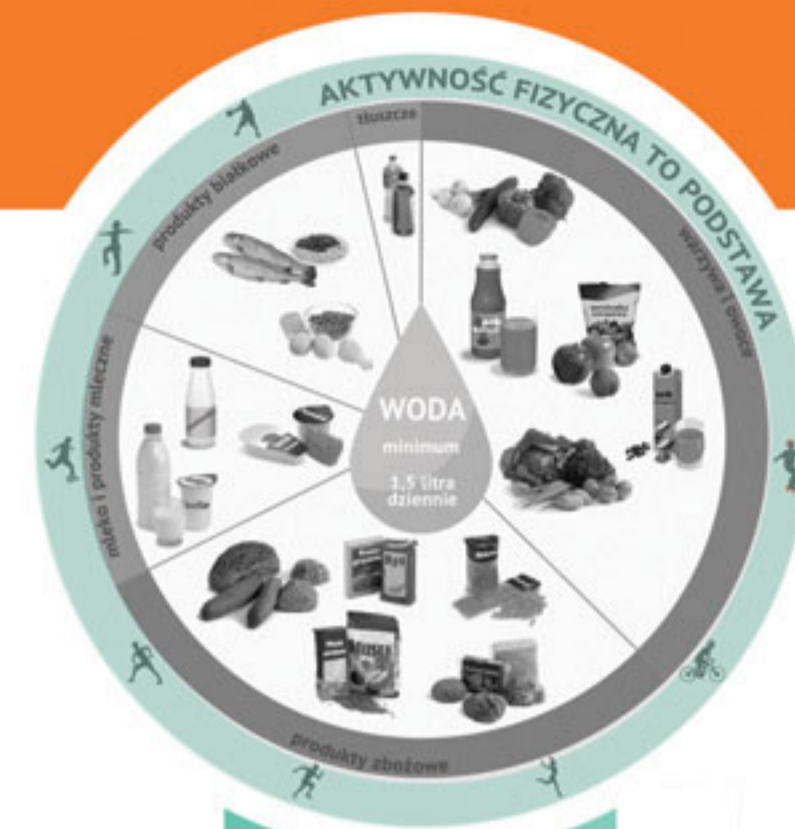 AKTYWNOŚĆ FIZYCZNA TO PODSTAWA
tłuszcze
produkty białkowe
warzywa i owoce
mleko i produkty mleczne
WODA
minimum
1,5 litra
dziennie
produkty zbożowe